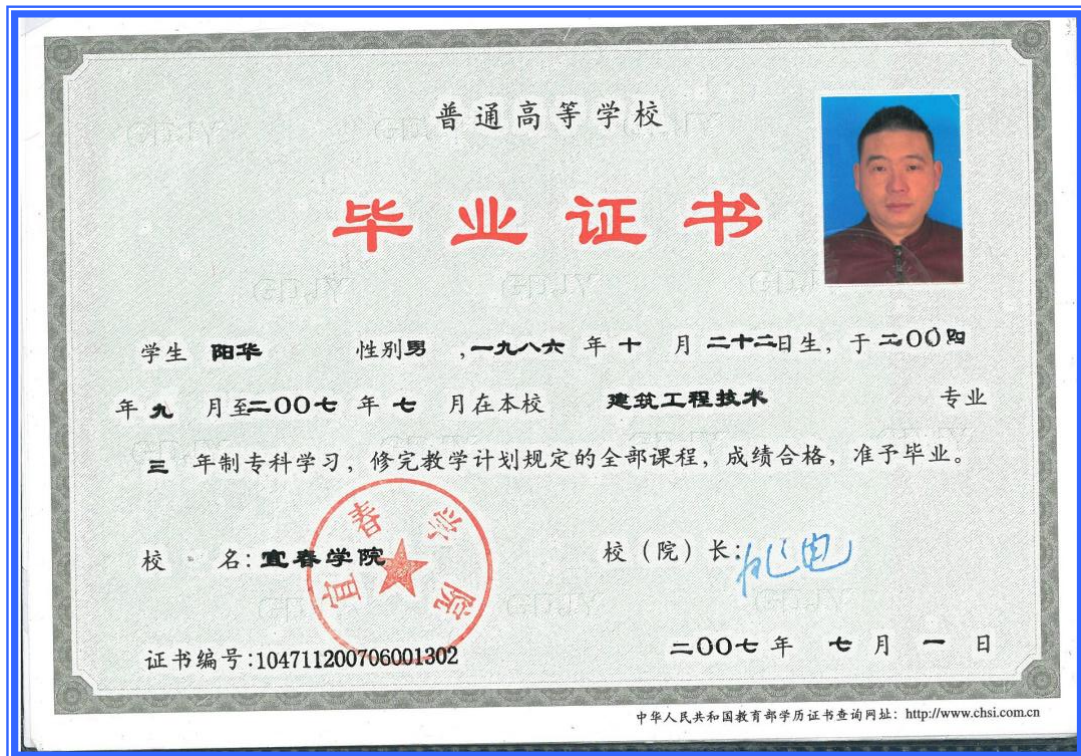 普通高等学校
毕业证书
学生 阳华 性别男 ,一九八六 年 十 月 二十二日生, 于 二〇〇四
年 九 月至二〇〇七 年 七 月在本校 建筑工程技术 专业
三 年制专科学习, 修完教学计划规定的全部课程, 成绩合格, 准予毕业。
校 名: 宜春学院
校（院）长:
宜春学院
证书编号:104711200706001302
二〇〇七 年 七 月 一 日
中华人民共和国教育部学历证书查询网址: http://www.chsi.com.cn